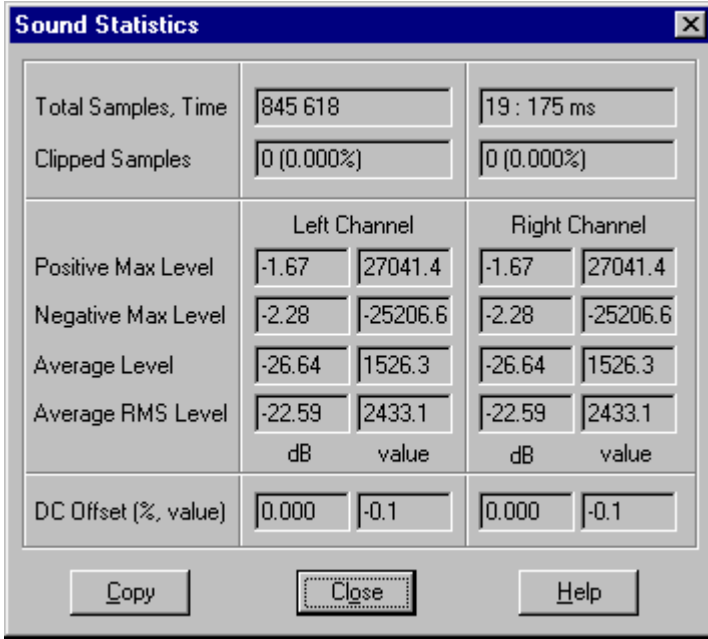 Sound Statistics
Total Samples, Time 845 618 19 : 175 ms
Clipped Samples 0 (0.000%) 0 (0.000%)
Left Channel Right Channel
Positive Max Level -1.67 27041.4 -1.67 27041.4
Negative Max Level -2.28 -25206.6 -2.28 -25206.6
Average Level -26.64 1526.3 -26.64 1526.3
Average RMS Level -22.59 2433.1 -22.59 2433.1
dB value dB value
DC Offset (%, value) 0.000 -0.1 0.000 -0.1
Copy Close Help